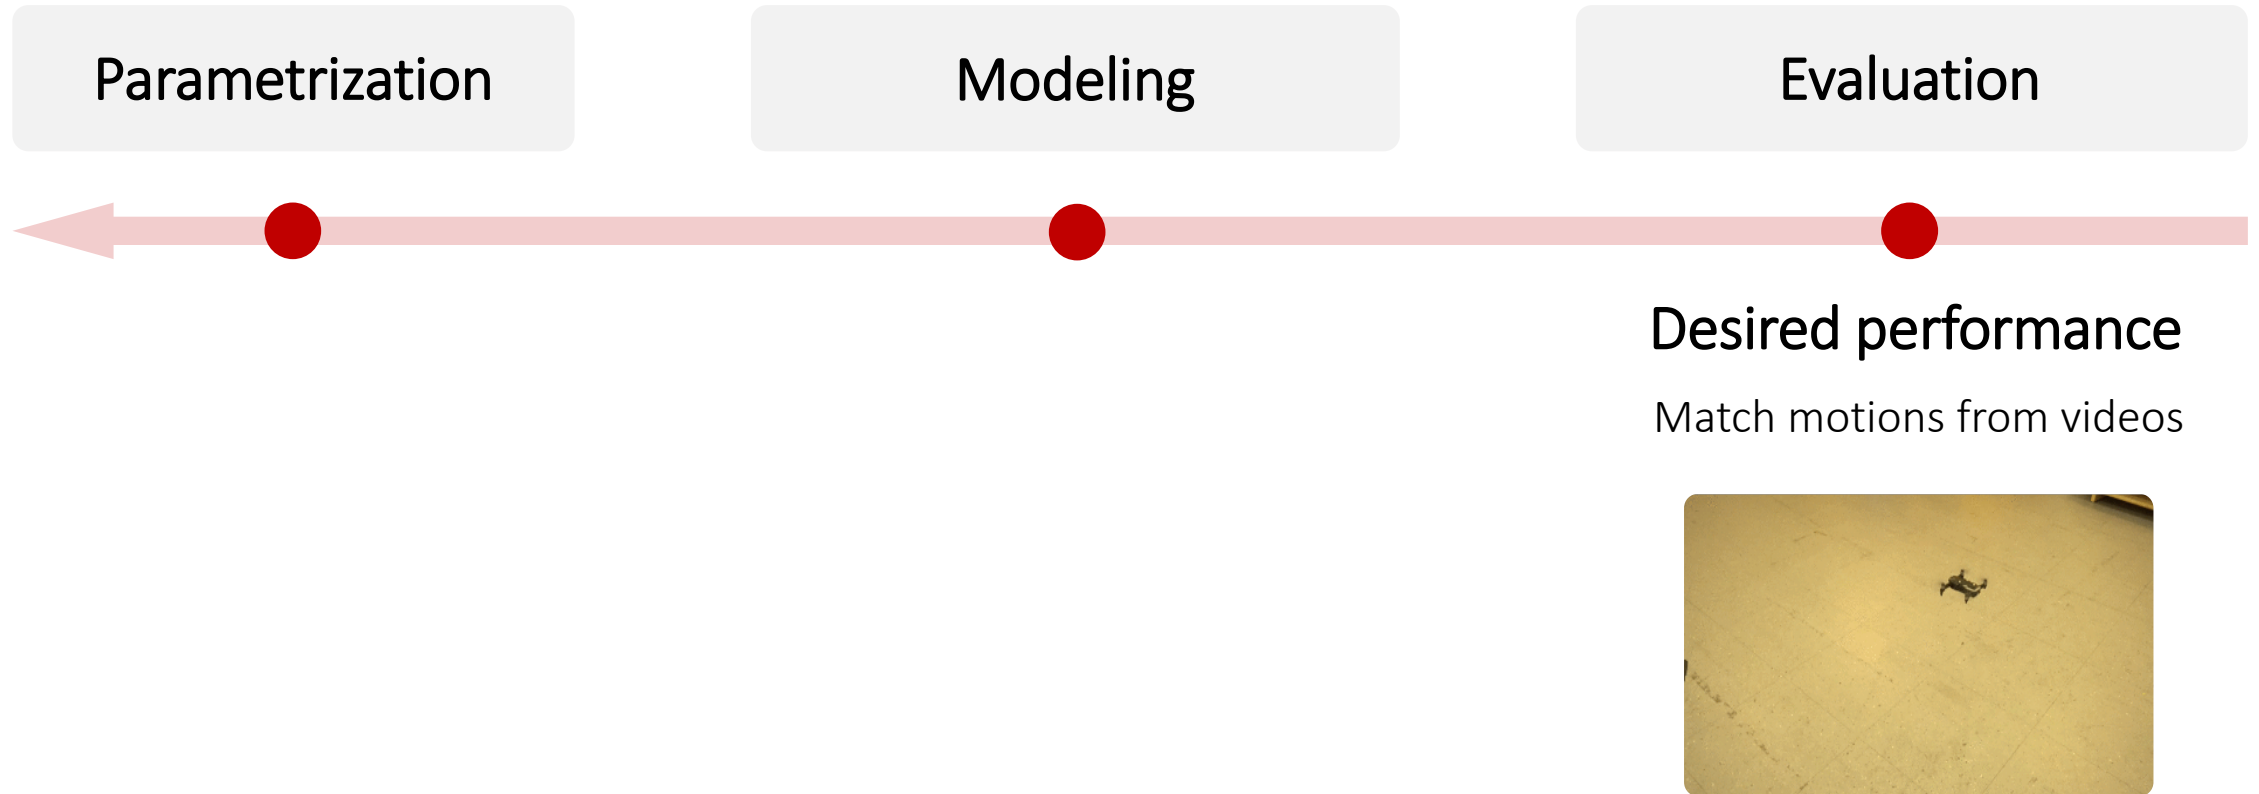 Parametrization
Modeling
Evaluation
Desired performance
Match motions from videos